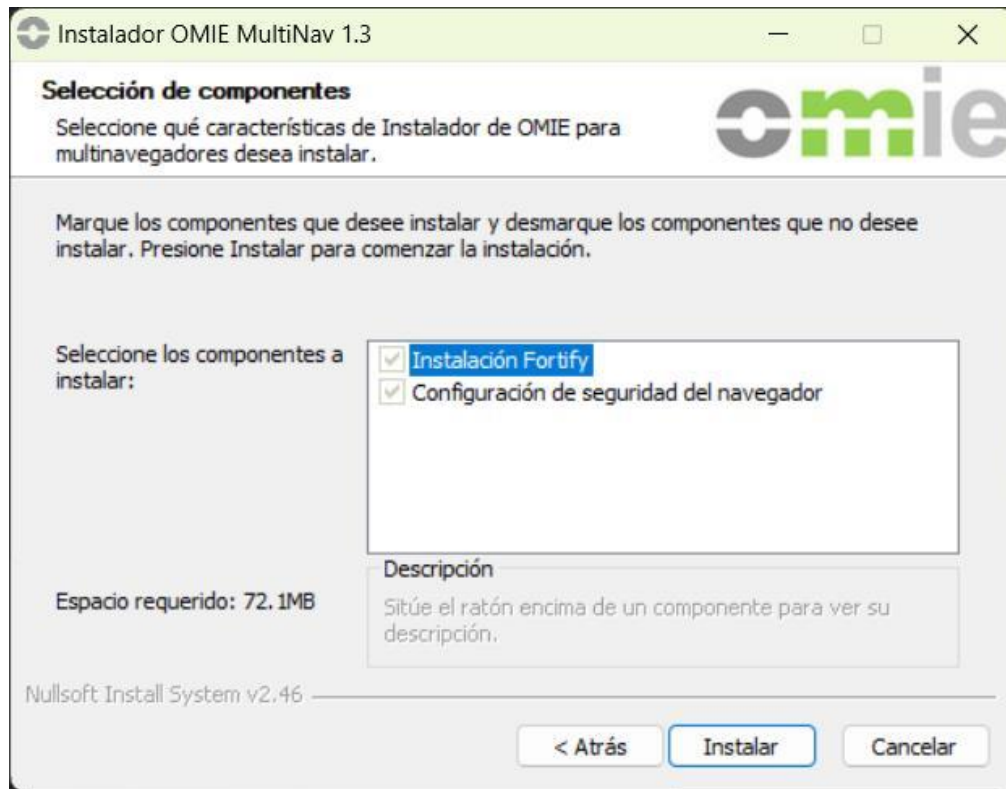 Instalador OMIE MultiNav 1.3
Selección de componentes
Seleccione qué características de Instalador de OMIE para
multinavegadores desea instalar.
omie
Marque los componentes que desee instalar y desmarque los componentes que no desee
instalar. Presione Instalar para comenzar la instalación.
Seleccione los componentes a
instalar:
Instalación Fortify
Configuración de seguridad del navegador
Espacio requerido: 72.1MB
Descripción
Sitúe el ratón encima de un componente para ver su
descripción.
Nullsoft Install System v2.46
< Atrás
Instalar
Cancelar